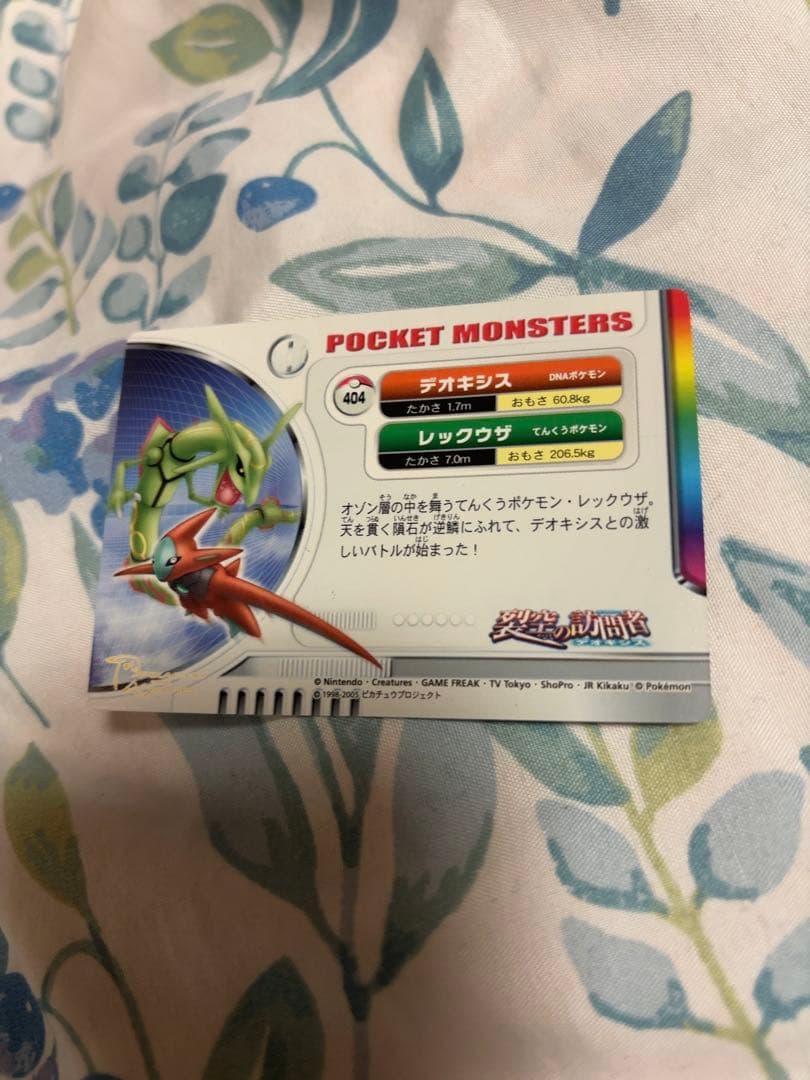 POCKET MONSTERS
404
デオキシス DNAポケモン
たかさ 1.7m おもさ 60.8kg
レックウザ てんくうポケモン
たかさ 7.0m おもさ 206.5kg
オゾン層の中を舞うてんくうポケモン・レックウザ。
天を貫く隕石が逆鱗にふれて、デオキシスとの激
しいバトルが始まった！
裂空の訪問者
デオキシス
© Nintendo・Creatures・GAME FREAK・TV Tokyo・ShoPro・JR Kikaku © Pokémon
© 1998-2005 ピカチュウプロジェクト